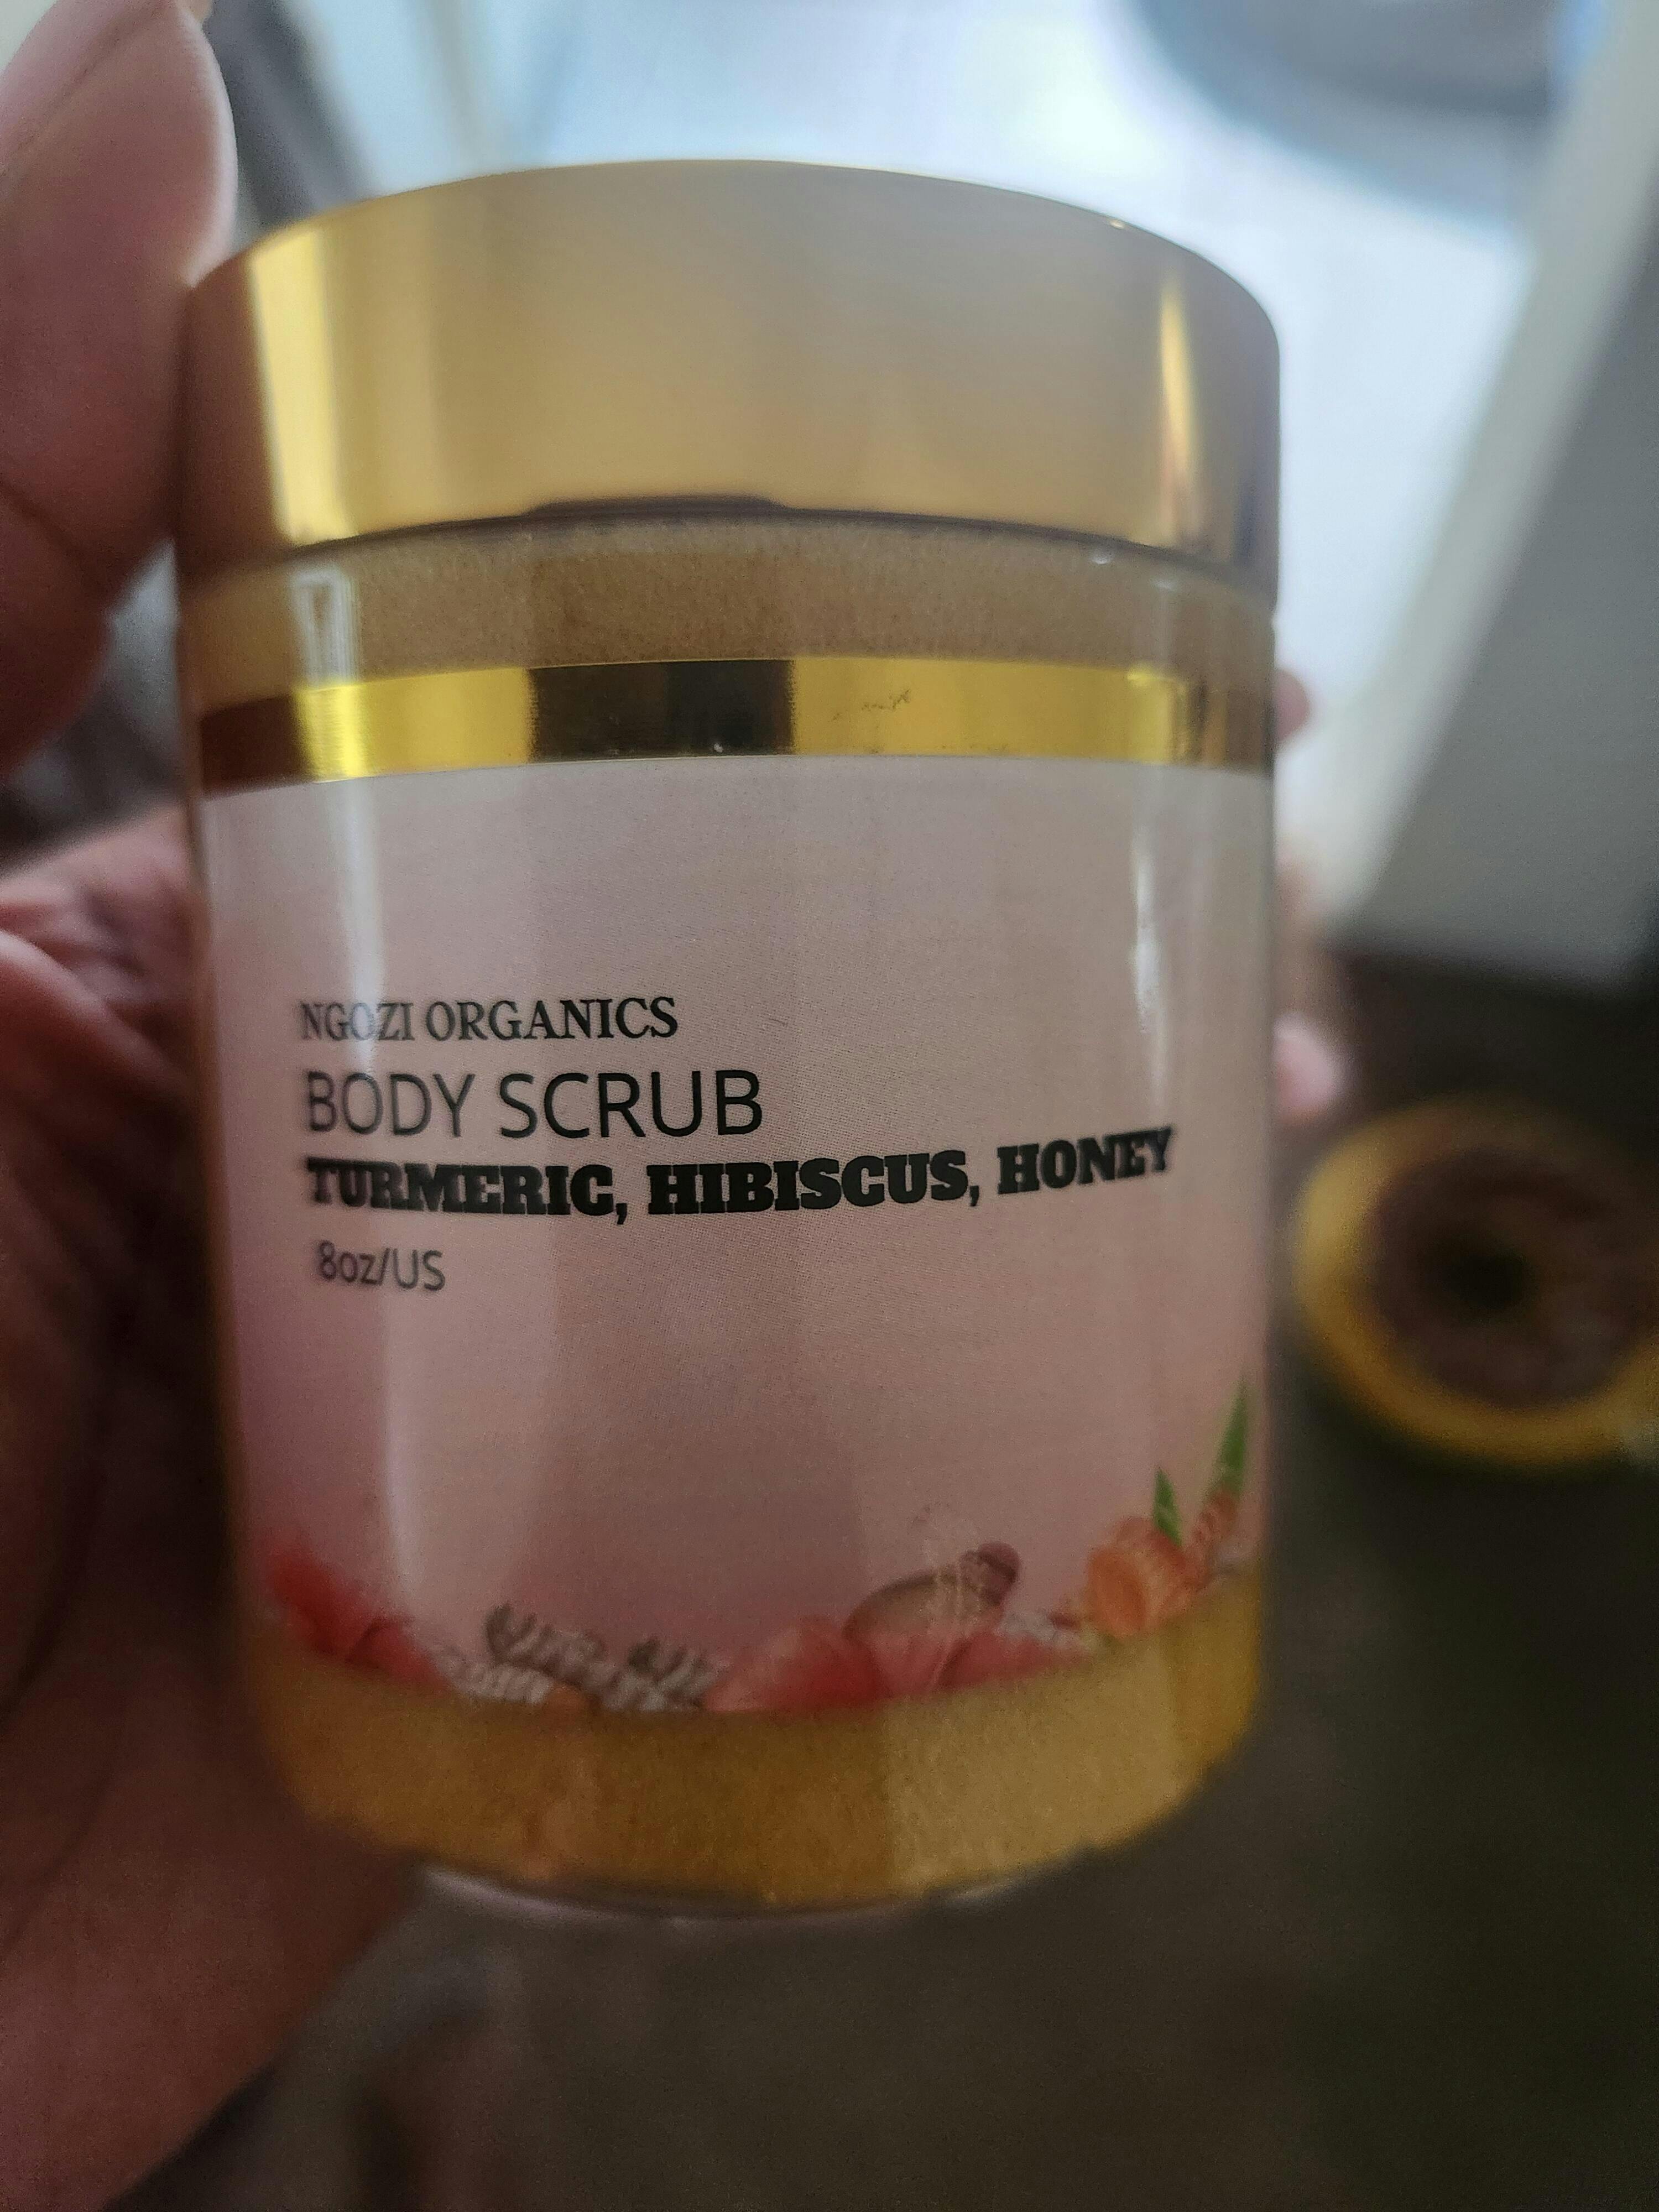 NGOZI ORGANICS
BODY SCRUB
TURMERIC, HIBISCUS, HONEY
8oz/US